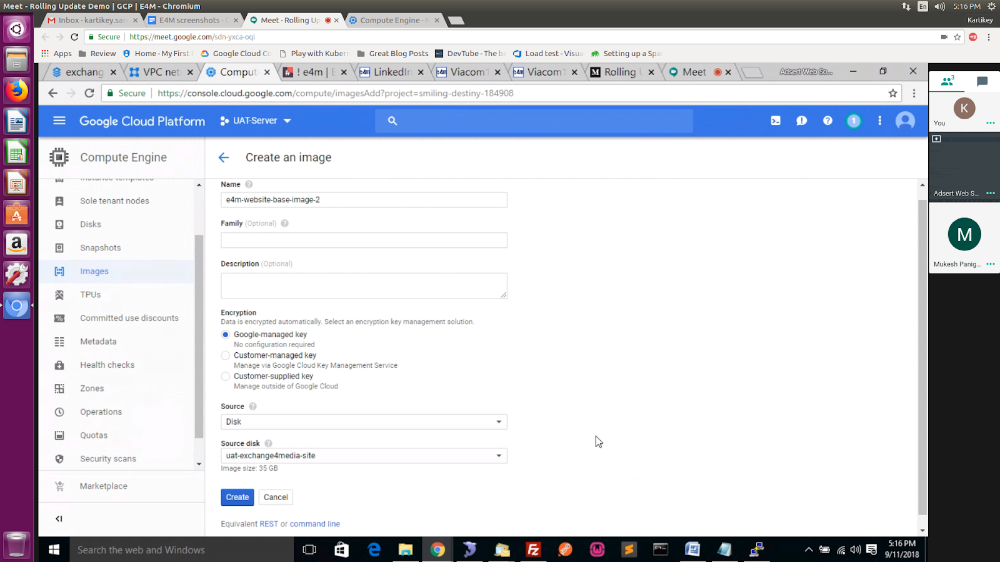 Meet - Rolling Update Demo | GCP | E4M - Chromium
En
5:16 PM
Inbox - kartikey.sar
E4M screenshots - G
Meet - Rolling Up
Compute Engine - M
Kartikey
Secure
https://meet.google.com/sdn-yxca-oqi
Apps
Review
Home - My First
Google Cloud Co
Play with Kubern
Great Blog Posts
DevTube - The be
Load test - Visua
Setting up a Spa
exchang
VPC net
Comput
! e4m | E
LinkedIn
Viacom1
Viacom1
Rolling U
Meet
Adsert Web So...
Secure
https://console.cloud.google.com/compute/imagesAdd?project=smiling-destiny-184908
3
K
You
Google Cloud Platform
UAT-Server
1
Adsert Web S...
M
Mukesh Panig...
Compute Engine
Create an image
Instance templates
Sole tenant nodes
Disks
Snapshots
Images
TPUs
Committed use discounts
Metadata
Health checks
Zones
Operations
Quotas
Security scans
Marketplace
Name
e4m-website-base-image-2
Family (Optional)
Description (Optional)
Encryption
Data is encrypted automatically. Select an encryption key management solution.
Google-managed key
No configuration required
Customer-managed key
Manage via Google Cloud Key Management Service
Customer-supplied key
Manage outside of Google Cloud
Source
Disk
Source disk
uat-exchange4media-site
Image size: 35 GB
Create
Cancel
Equivalent REST or command line
Search the web and Windows
5:16 PM
9/11/2018